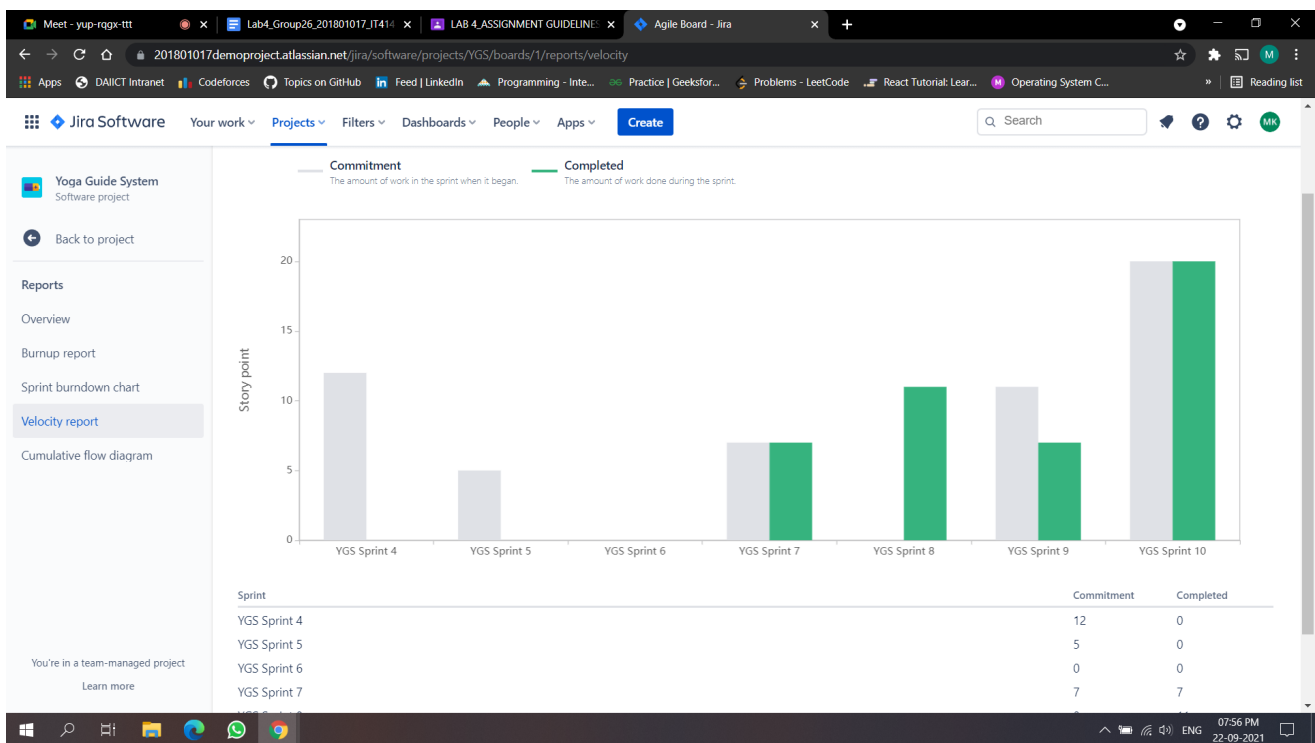 Meet - yup-rqgx-ttt
Lab4_Group26_201801017_IT414
LAB 4_ASSIGNMENT GUIDELINES
Agile Board - Jira
201801017demoproject.atlassian.net/jira/software/projects/YGS/boards/1/reports/velocity
M
Apps DAIICT Intranet Codeforces Topics on GitHub Feed | LinkedIn Programming - Inte... Practice | Geeksfor... Problems - LeetCode React Tutorial: Lear... Operating System C... » Reading list
Jira Software Your work Projects Filters Dashboards People Apps Create Search MK
Yoga Guide System
Software project
Back to project
Reports
Overview
Burnup report
Sprint burndown chart
Velocity report
Cumulative flow diagram
You're in a team-managed project
Learn more
Commitment
The amount of work in the sprint when it began.
Completed
The amount of work done during the sprint.
Story point
20
15
10
5
0
YGS Sprint 4 YGS Sprint 5 YGS Sprint 6 YGS Sprint 7 YGS Sprint 8 YGS Sprint 9 YGS Sprint 10
Sprint Commitment Completed
YGS Sprint 4 12 0
YGS Sprint 5 5 0
YGS Sprint 6 0 0
YGS Sprint 7 7 7
ENG
07:56 PM
22-09-2021